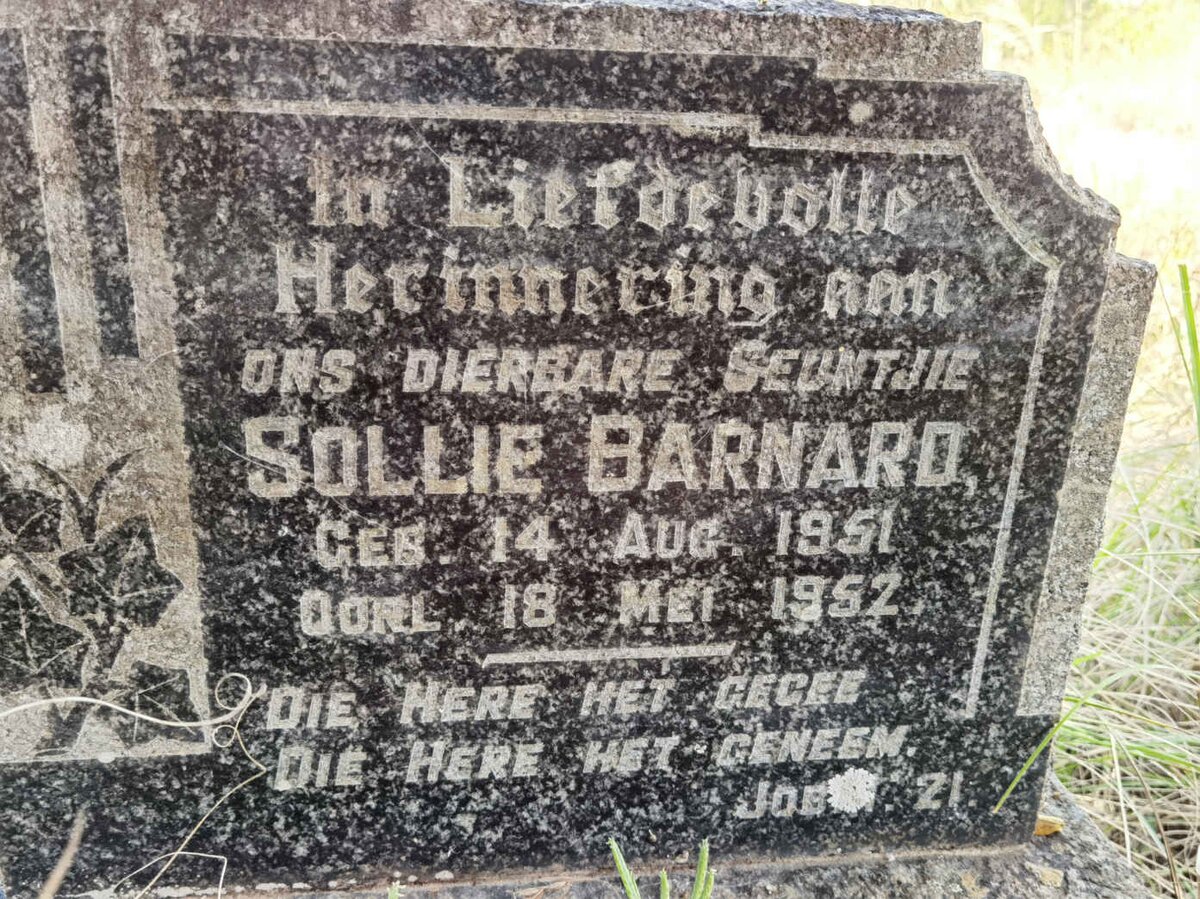 In Liefdevolle
Herinnering aan
ONS DIERBARE SEUNTJIE
SOLLIE BARNARD,
GEB. 14 AUG. 1951
OORL. 18 MEI 1952.
DIE HERE HET GEGEE
DIE HERE HET GENEEM.
JOB 21.